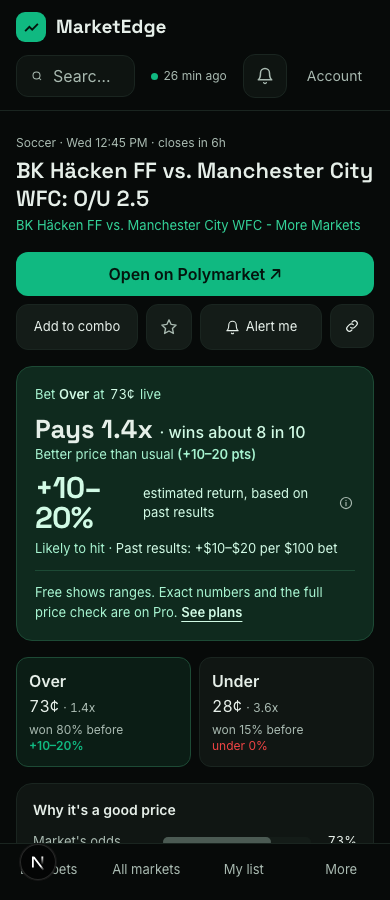 MarketEdge
Searc...
26 min ago
Account
Soccer · Wed 12:45 PM · closes in 6h
BK Häcken FF vs. Manchester City
WFC: O/U 2.5
BK Häcken FF vs. Manchester City WFC - More Markets
Open on Polymarket ↗
Add to combo
Alert me
Bet Over at 73¢ live
Pays 1.4x · wins about 8 in 10
Better price than usual (+10–20 pts)
+10–
20%
estimated return, based on
past results
Likely to hit · Past results: +$10–$20 per $100 bet
Free shows ranges. Exact numbers and the full
price check are on Pro. See plans
Over
73¢ · 1.4x
won 80% before
+10–20%
Under
28¢ · 3.6x
won 15% before
under 0%
Why it's a good price
Market's odds
73%
N
bets
All markets
My list
More